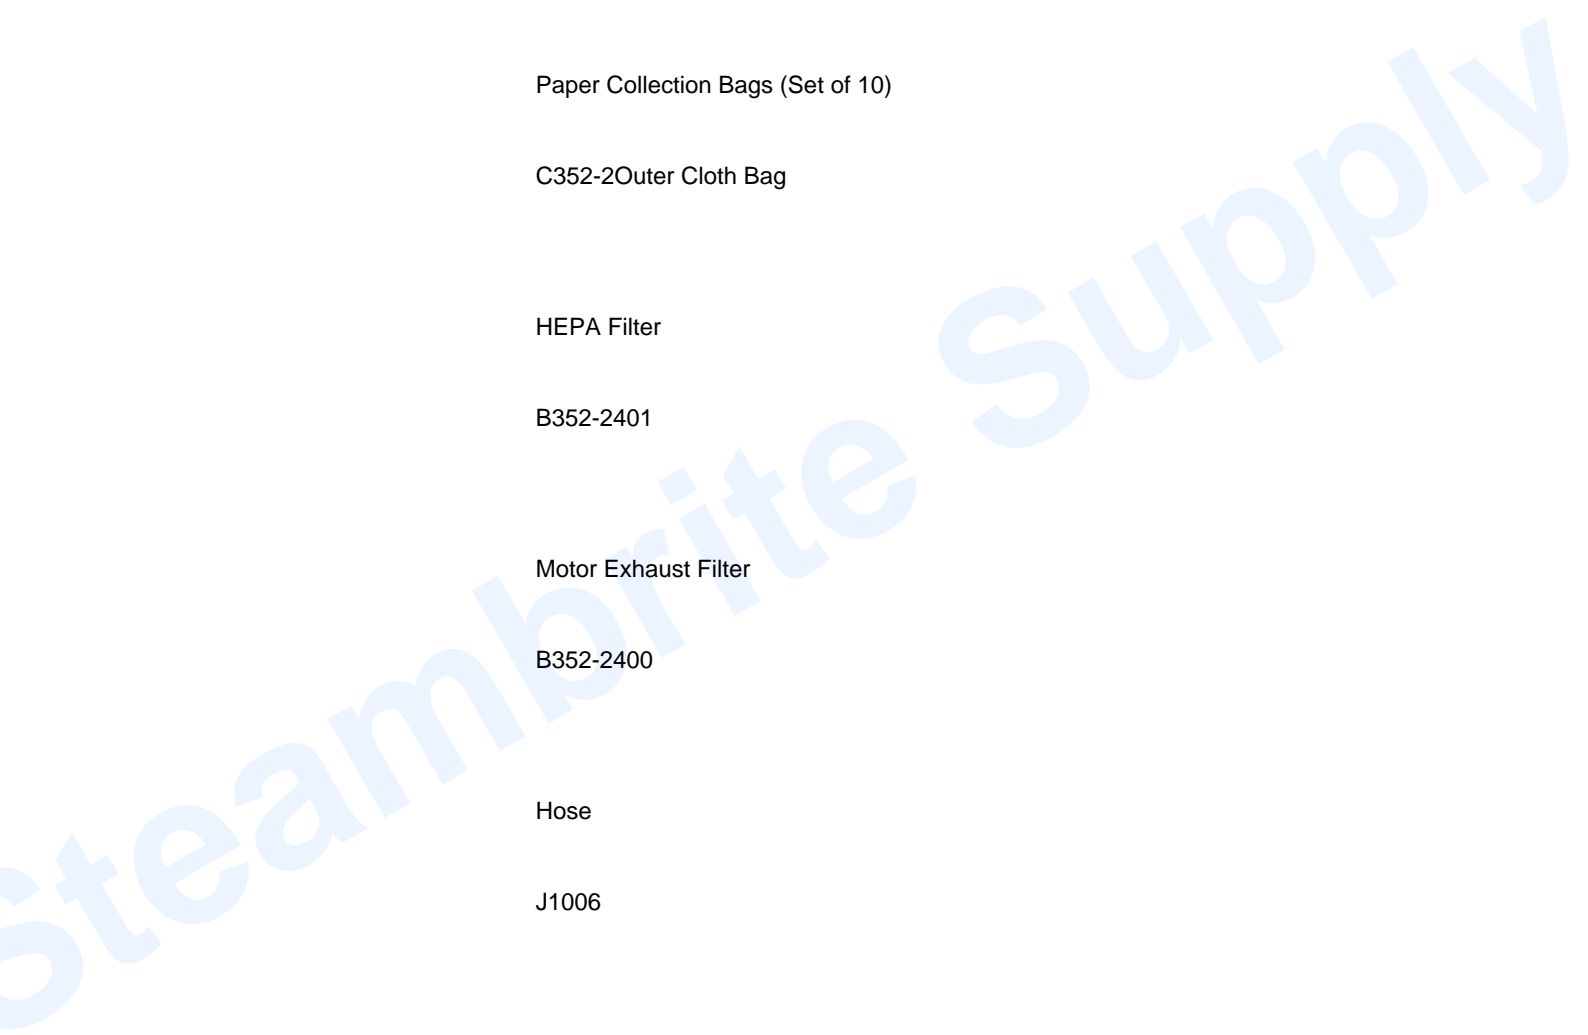 Paper Collection Bags (Set of 10)
C352-2Outer Cloth Bag
HEPA Filter
B352-2401
Motor Exhaust Filter
B352-2400
Hose
J1006
Steambrite Supply